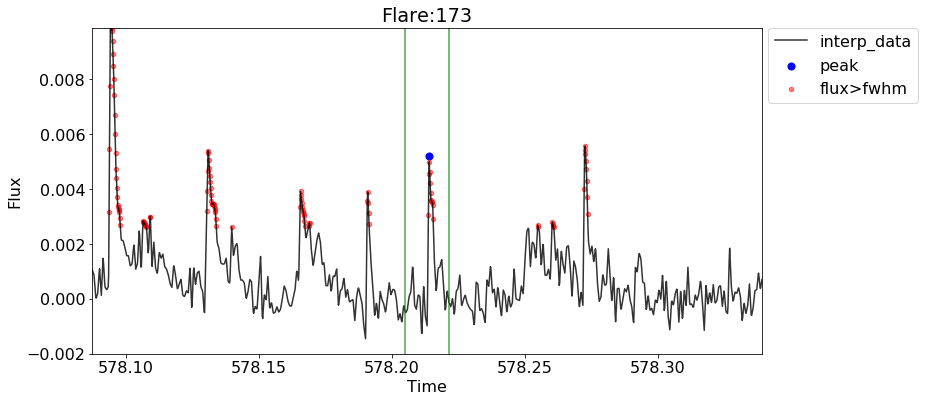 Flare:173
interp_data
peak
flux>fwhm
Flux
0.008
0.006
0.004
0.002
0.000
−0.002
578.10 578.15 578.20 578.25 578.30
Time